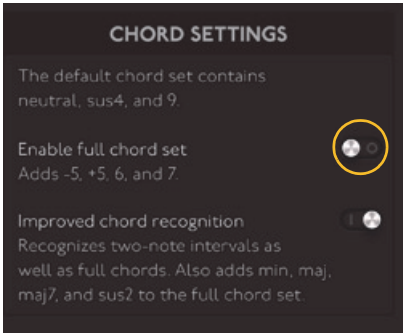 CHORD SETTINGS
The default chord set contains
neutral, sus4, and 9.
Enable full chord set
Adds -5, +5, 6, and 7.
Improved chord recognition
Recognizes two-note intervals as
well as full chords. Also adds min, maj,
maj7, and sus2 to the full chord set.